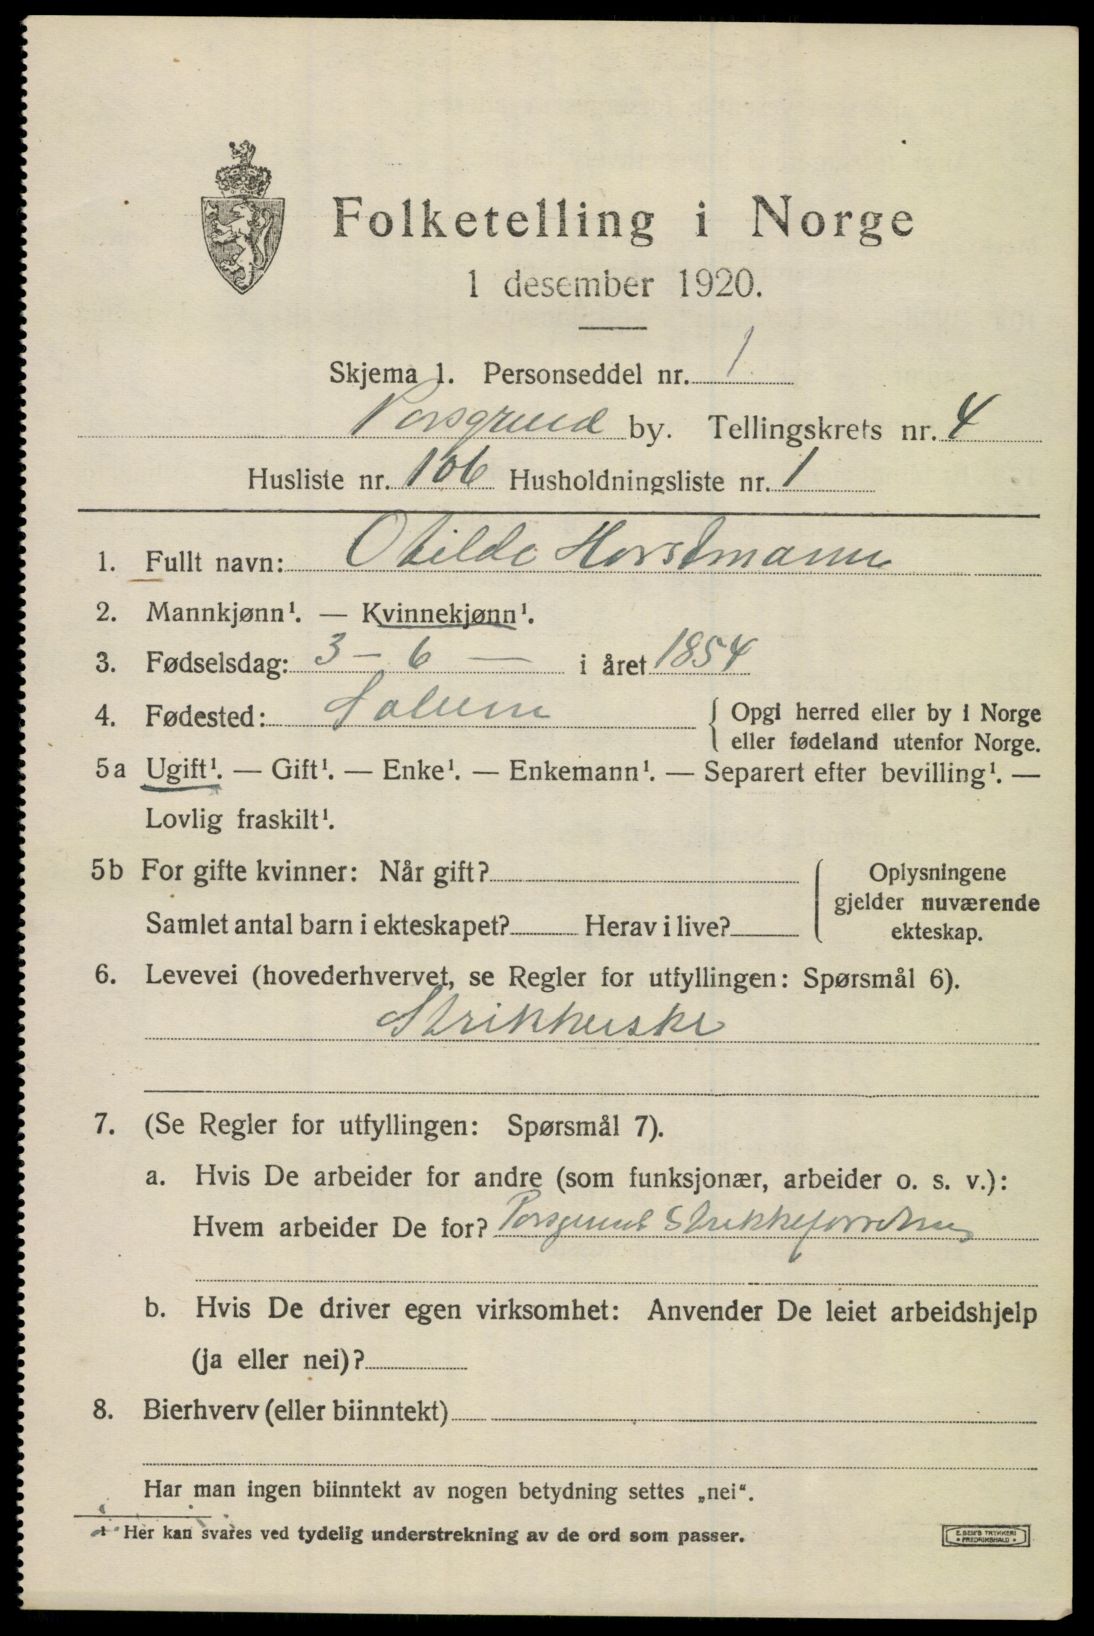 Folketelling i Norge
1 desember 1920.
Skjema 1. Personseddel nr. 1
Porsgrund by. Tellingskrets nr. 4
Husliste nr. 106 Husholdningsliste nr. 1
1. Fullt navn: Otilde Horstmann
2. Mannkjønn¹. — Kvinnekjønn¹.
3. Fødselsdag: 3 – 6 — i året 1854
4. Fødested: Solum { Opgi herred eller by i Norge
eller fødeland utenfor Norge.
5a Ugift¹. — Gift¹. — Enke¹. — Enkemann¹. — Separert efter bevilling¹. —
Lovlig fraskilt¹.
5b For gifte kvinner: Når gift?
Samlet antal barn i ekteskapet? Herav i live?
Oplysningene
gjelder nuværende
ekteskap.
6. Levevei (hovederhvervet, se Regler for utfyllingen: Spørsmål 6).
Strikkerske
7. (Se Regler for utfyllingen: Spørsmål 7).
a. Hvis De arbeider for andre (som funksjonær, arbeider o. s. v.):
Hvem arbeider De for? Porsgrund Strikkeforretning
b. Hvis De driver egen virksomhet: Anvender De leiet arbeidshjelp
(ja eller nei)?
8. Bierhverv (eller biinntekt)
Har man ingen biinntekt av nogen betydning settes „nei“.
¹ Her kan svares ved tydelig understrekning av de ord som passer.
E. SEM'S TRYKKERI
FREDRIKSHALD